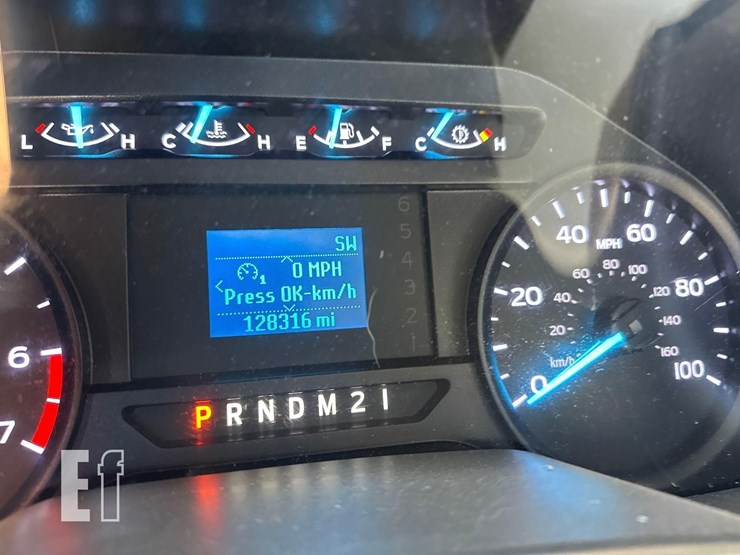 L H C H E F C H
SW
0 MPH
1
Press OK-km/h
128316 mi
6
5
4
3
2
1
PRNDM21
6
7
MPH
km/h
0 20 40 60 80 100
20 40 60 80 100 120 140 160
Ef